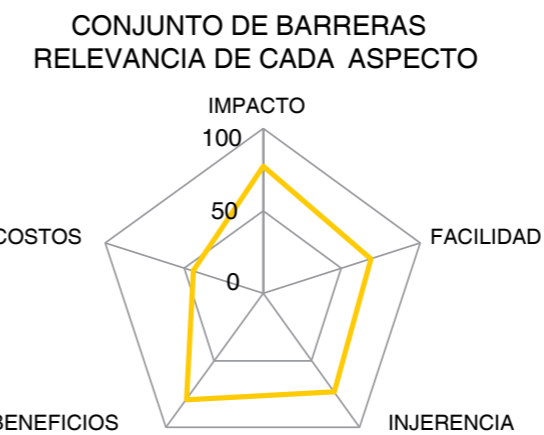 CONJUNTO DE BARRERAS
RELEVANCIA DE CADA ASPECTO
IMPACTO
100
50
COSTOS
FACILIDAD
0
BENEFICIOS
INJERENCIA